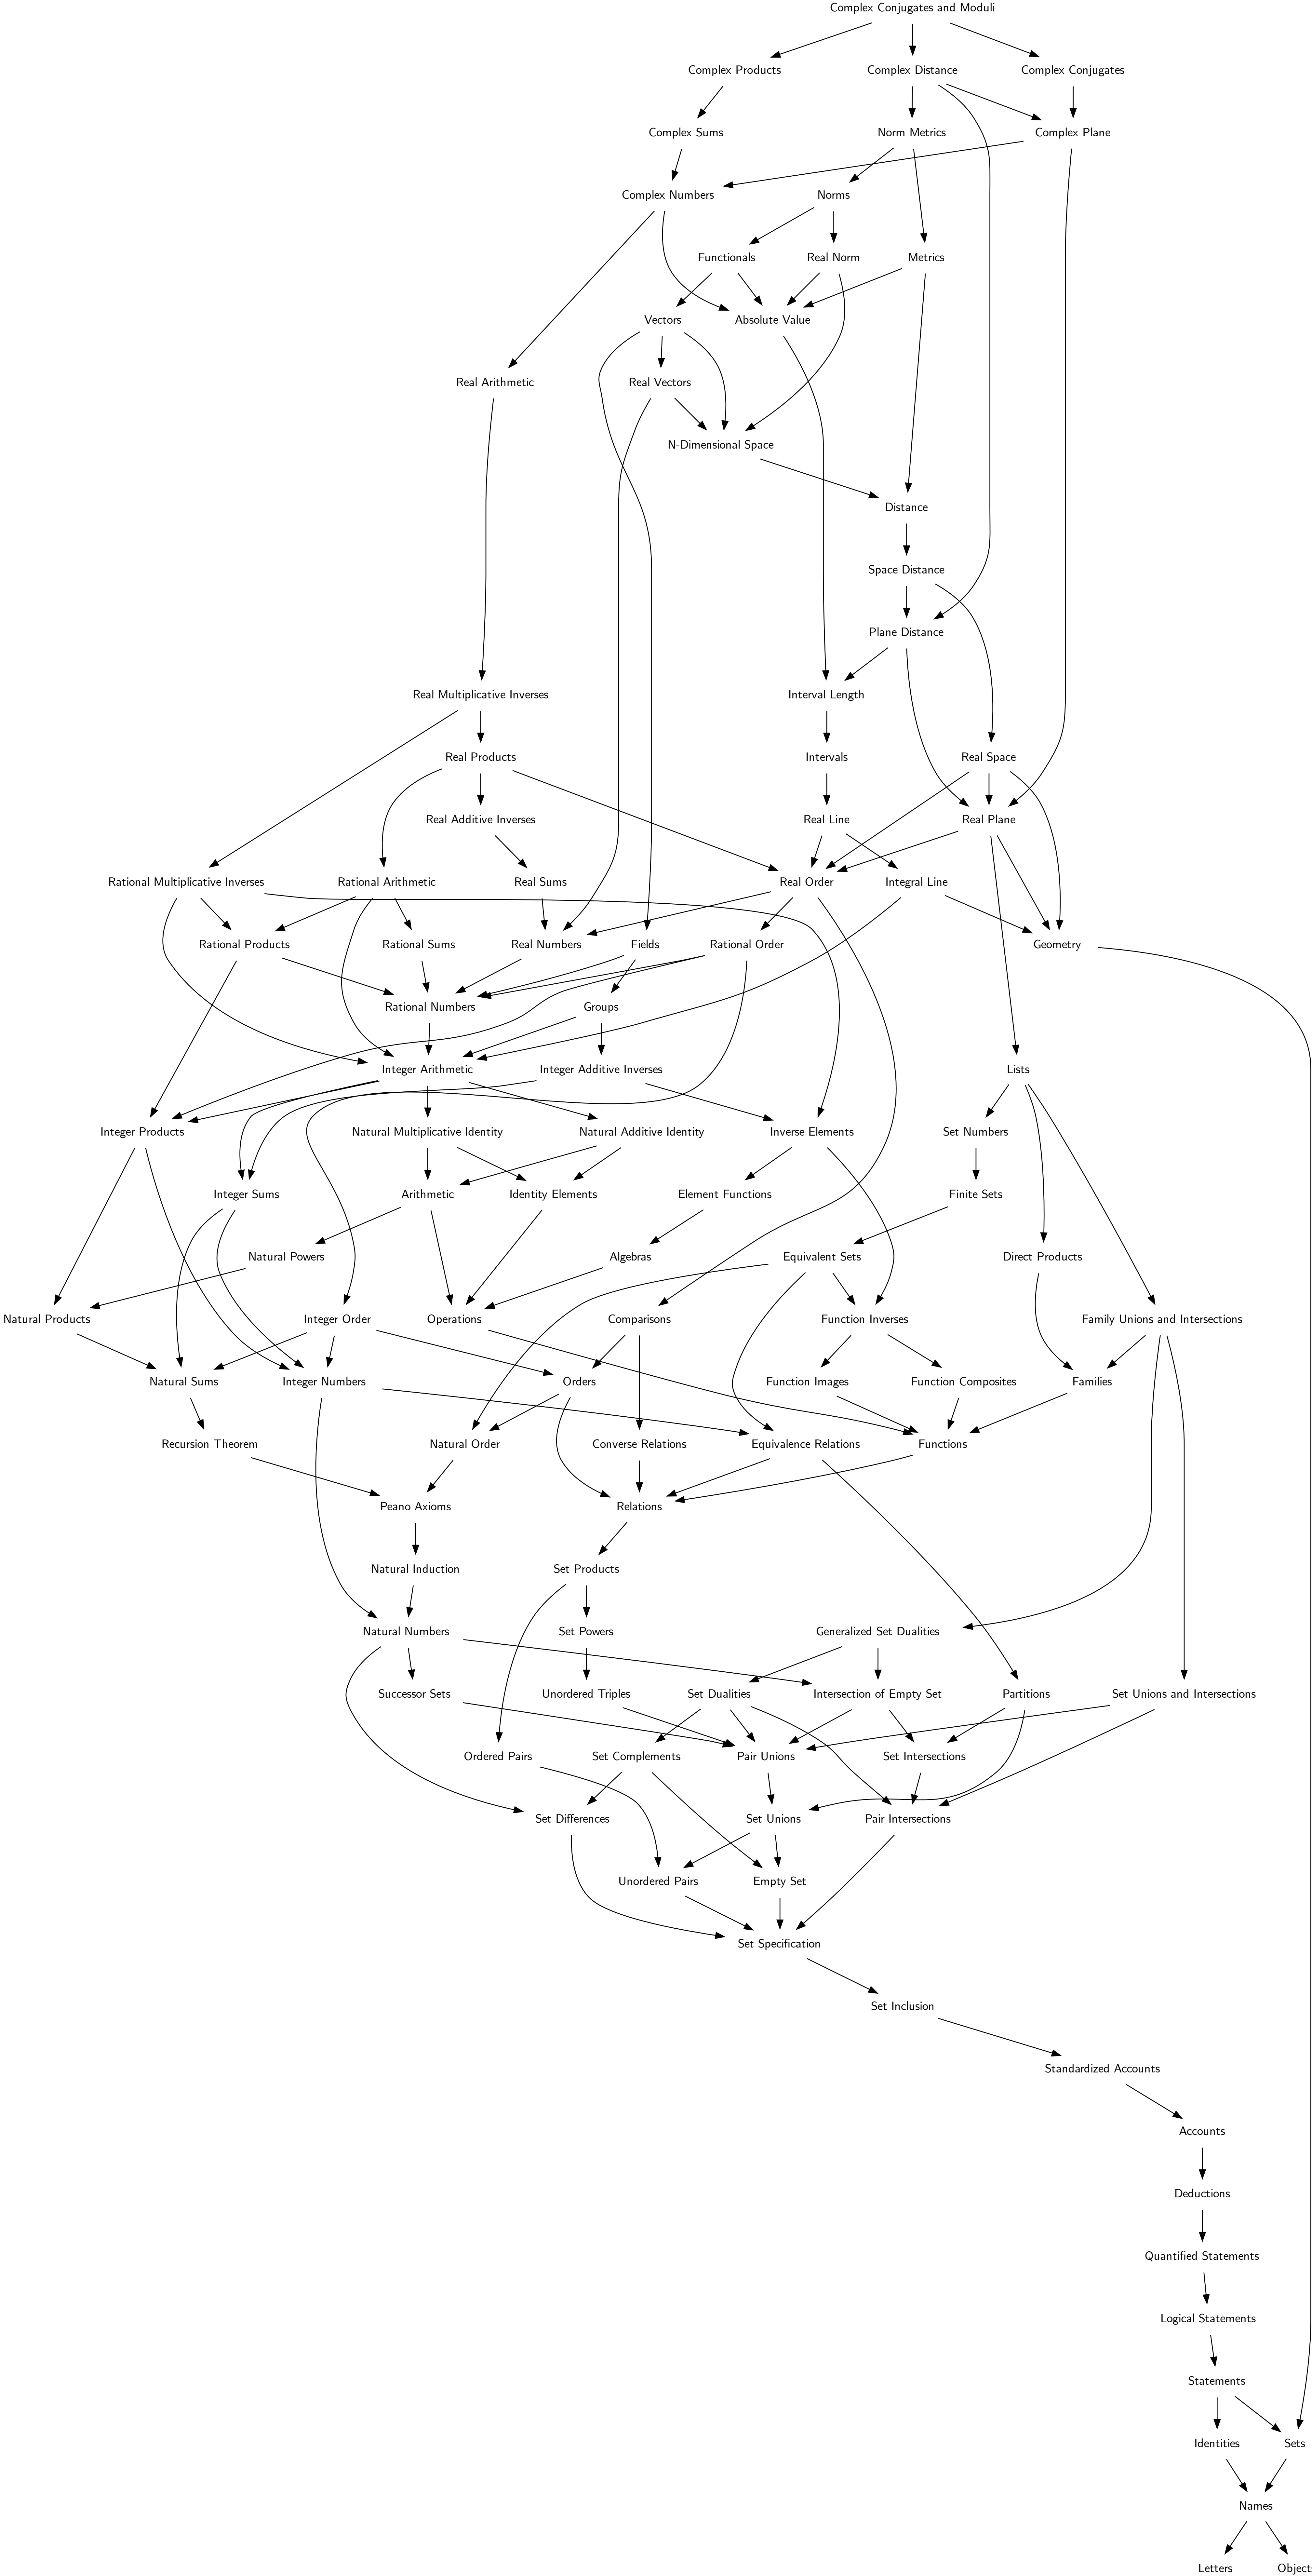 Complex Conjugates and Moduli
Complex Products
Complex Distance
Complex Conjugates
Complex Sums
Norm Metrics
Complex Plane
Complex Numbers
Norms
Functionals
Real Norm
Metrics
Vectors
Absolute Value
Real Arithmetic
Real Vectors
N-Dimensional Space
Distance
Space Distance
Plane Distance
Real Multiplicative Inverses
Interval Length
Real Products
Intervals
Real Space
Real Additive Inverses
Real Line
Real Plane
Rational Multiplicative Inverses
Rational Arithmetic
Real Sums
Real Order
Integral Line
Rational Products
Rational Sums
Real Numbers
Fields
Rational Order
Geometry
Rational Numbers
Groups
Integer Arithmetic
Integer Additive Inverses
Lists
Integer Products
Natural Multiplicative Identity
Natural Additive Identity
Inverse Elements
Set Numbers
Integer Sums
Arithmetic
Identity Elements
Element Functions
Finite Sets
Natural Powers
Algebras
Equivalent Sets
Direct Products
Natural Products
Integer Order
Operations
Comparisons
Function Inverses
Family Unions and Intersections
Natural Sums
Integer Numbers
Orders
Function Images
Function Composites
Families
Recursion Theorem
Natural Order
Converse Relations
Equivalence Relations
Functions
Peano Axioms
Relations
Natural Induction
Set Products
Natural Numbers
Set Powers
Generalized Set Dualities
Successor Sets
Unordered Triples
Set Dualities
Intersection of Empty Set
Partitions
Set Unions and Intersections
Ordered Pairs
Set Complements
Pair Unions
Set Intersections
Set Differences
Set Unions
Pair Intersections
Unordered Pairs
Empty Set
Set Specification
Set Inclusion
Standardized Accounts
Accounts
Deductions
Quantified Statements
Logical Statements
Statements
Identities
Sets
Names
Letters
Object